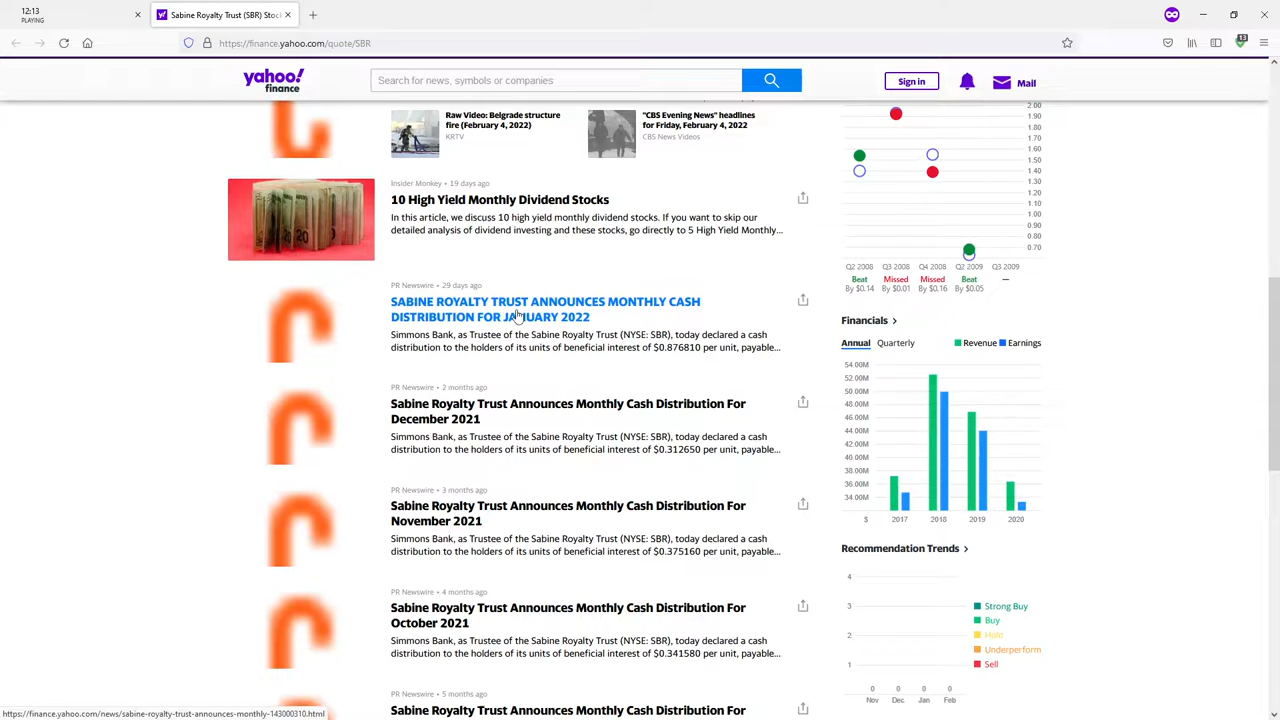 12:13
PLAYING
Sabine Royalty Trust (SBR) Stoc
https://finance.yahoo.com/quote/SBR
13
yahoo!
finance
Search for news, symbols or companies
Sign in
Mail
Raw Video: Belgrade structure
fire (February 4, 2022)
KRTV
"CBS Evening News" headlines
for Friday, February 4, 2022
CBS News Videos
Insider Monkey • 19 days ago
10 High Yield Monthly Dividend Stocks
In this article, we discuss 10 high yield monthly dividend stocks. If you want to skip our
detailed analysis of dividend investing and these stocks, go directly to 5 High Yield Monthly...
PR Newswire • 29 days ago
SABINE ROYALTY TRUST ANNOUNCES MONTHLY CASH
DISTRIBUTION FOR JANUARY 2022
Simmons Bank, as Trustee of the Sabine Royalty Trust (NYSE: SBR), today declared a cash
distribution to the holders of its units of beneficial interest of $0.876810 per unit, payable...
PR Newswire • 2 months ago
Sabine Royalty Trust Announces Monthly Cash Distribution For
December 2021
Simmons Bank, as Trustee of the Sabine Royalty Trust (NYSE: SBR), today declared a cash
distribution to the holders of its units of beneficial interest of $0.312650 per unit, payable...
PR Newswire • 3 months ago
Sabine Royalty Trust Announces Monthly Cash Distribution For
November 2021
Simmons Bank, as Trustee of the Sabine Royalty Trust (NYSE: SBR), today declared a cash
distribution to the holders of its units of beneficial interest of $0.375160 per unit, payable...
PR Newswire • 4 months ago
Sabine Royalty Trust Announces Monthly Cash Distribution For
October 2021
Simmons Bank, as Trustee of the Sabine Royalty Trust (NYSE: SBR), today declared a cash
distribution to the holders of its units of beneficial interest of $0.341580 per unit, payable...
PR Newswire • 5 months ago
Sabine Royalty Trust Announces Monthly Cash Distribution For
2.00
1.90
1.80
1.70
1.60
1.50
1.40
1.30
1.20
1.10
1.00
0.90
0.80
0.70
Q2 2008 Q3 2008 Q4 2008 Q2 2009 Q3 2009
Beat Missed Missed Beat —
By $0.14 By $0.01 By $0.16 By $0.05
Financials
Annual Quarterly Revenue Earnings
54.00M
52.00M
50.00M
48.00M
46.00M
44.00M
42.00M
40.00M
38.00M
36.00M
34.00M
$ 2017 2018 2019 2020
Recommendation Trends
4
3
2
1
Strong Buy
Buy
Hold
Underperform
Sell
0 0 0 0
Nov Dec Jan Feb
https://finance.yahoo.com/news/sabine-royalty-trust-announces-monthly-143000310.html